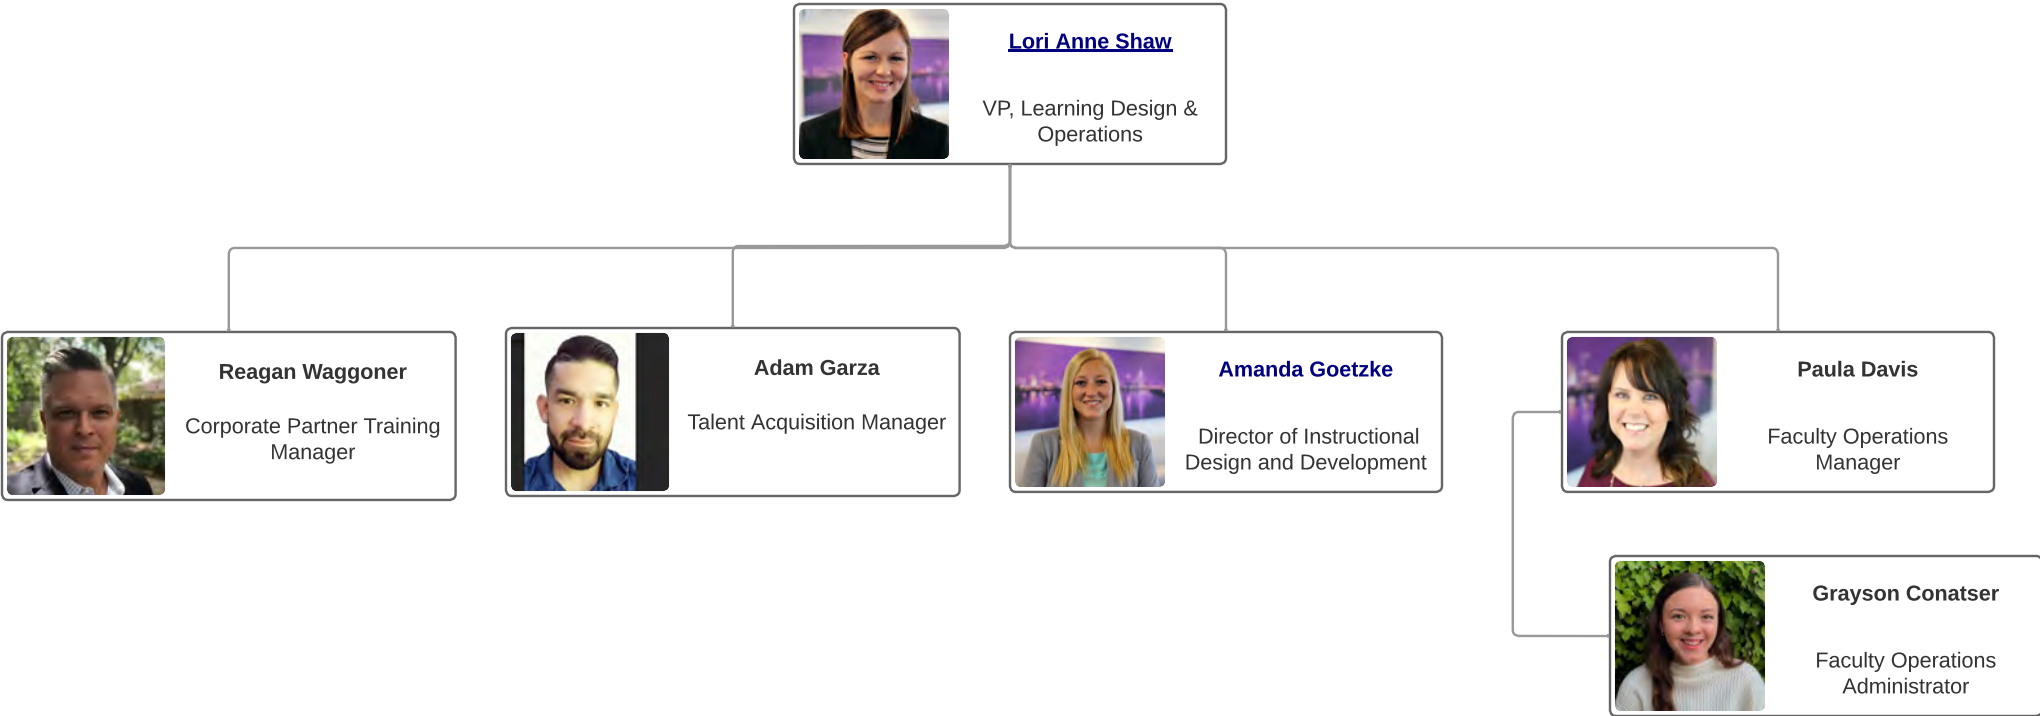 Lori Anne Shaw
VP, Learning Design &
Operations
Reagan Waggoner
Corporate Partner Training
Manager
Adam Garza
Talent Acquisition Manager
Amanda Goetzke
Director of Instructional
Design and Development
Paula Davis
Faculty Operations
Manager
Grayson Conatser
Faculty Operations
Administrator